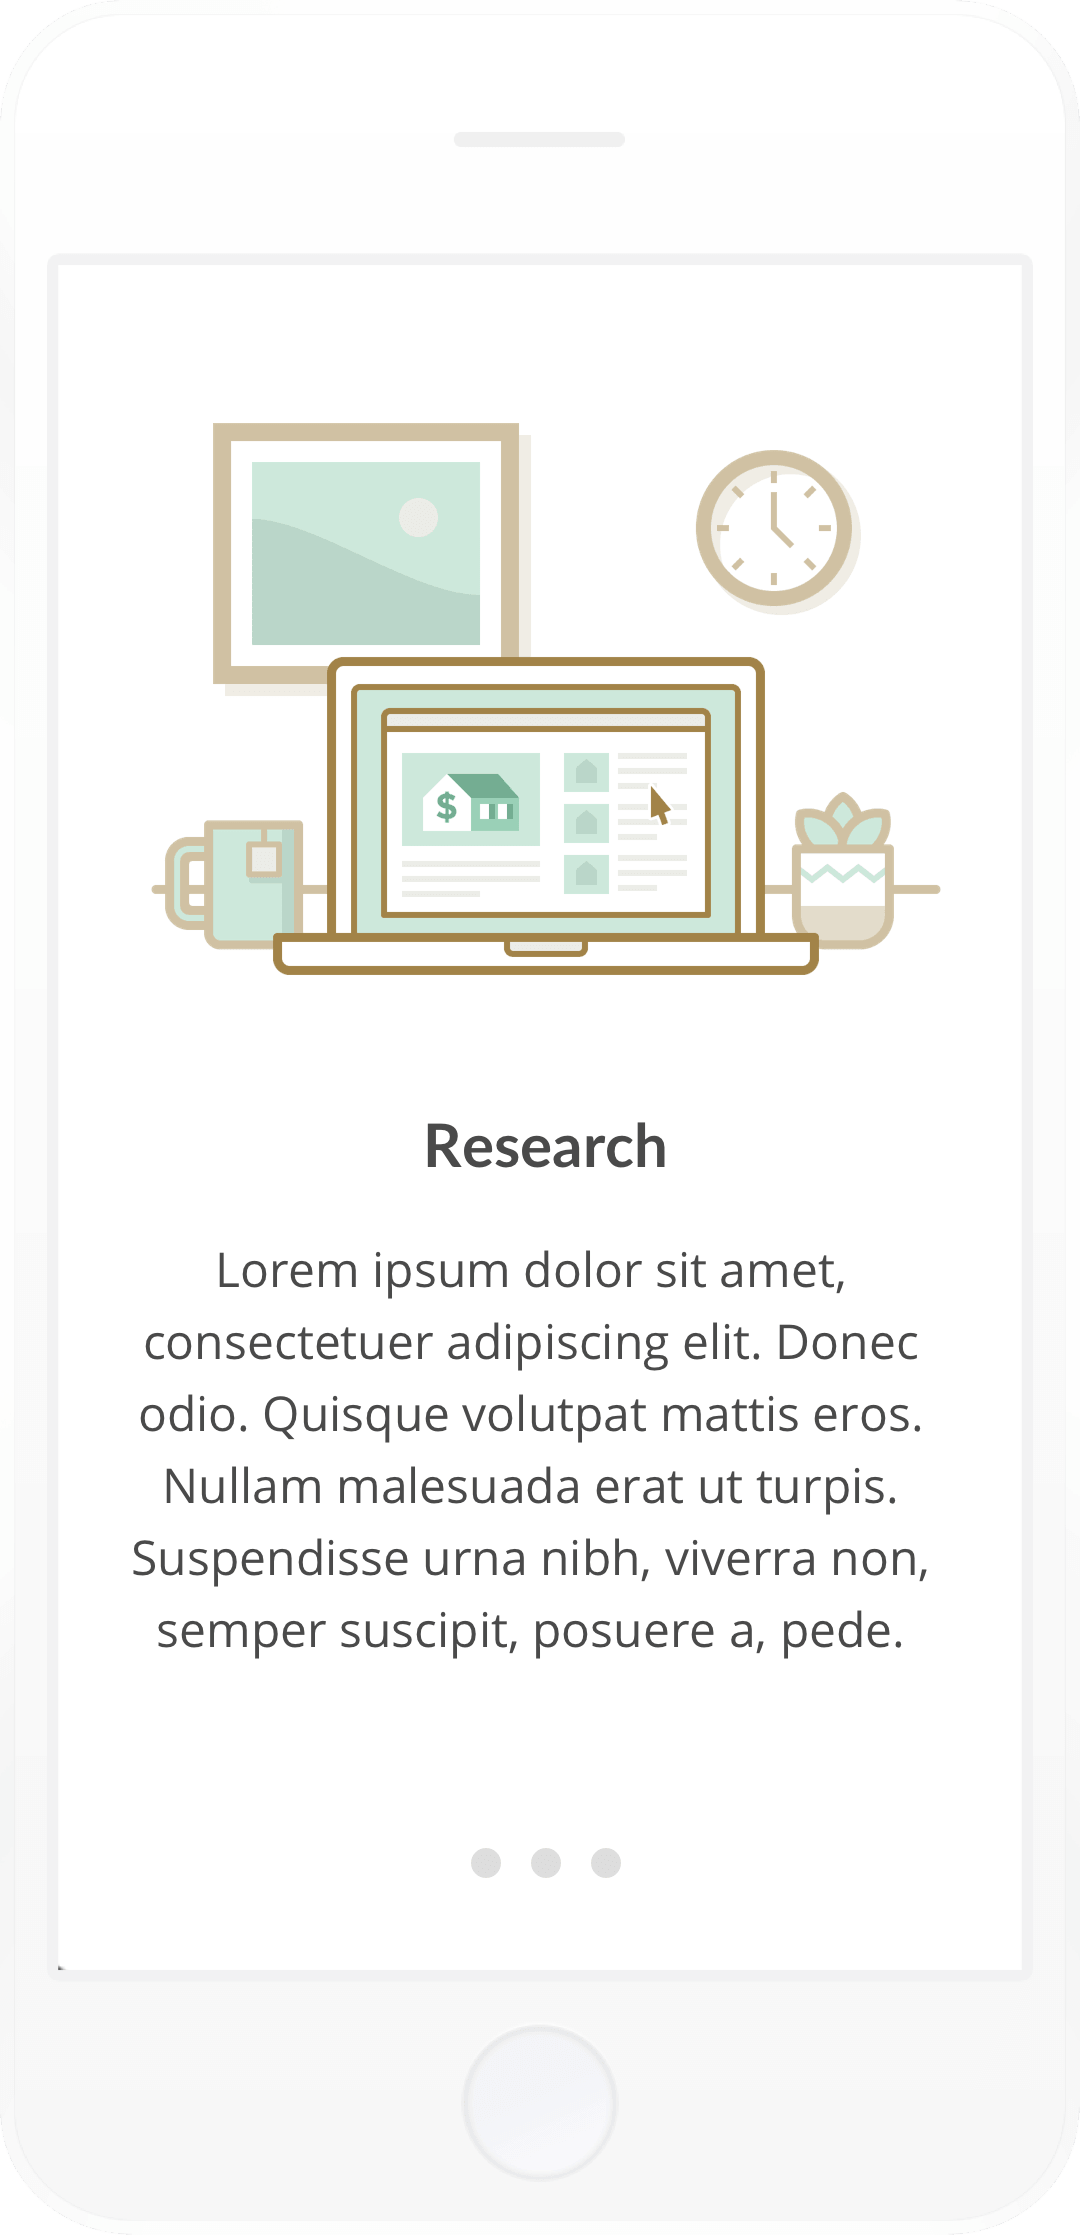 $
Research
Lorem ipsum dolor sit amet,
consectetuer adipiscing elit. Donec
odio. Quisque volutpat mattis eros.
Nullam malesuada erat ut turpis.
Suspendisse urna nibh, viverra non,
semper suscipit, posuere a, pede.